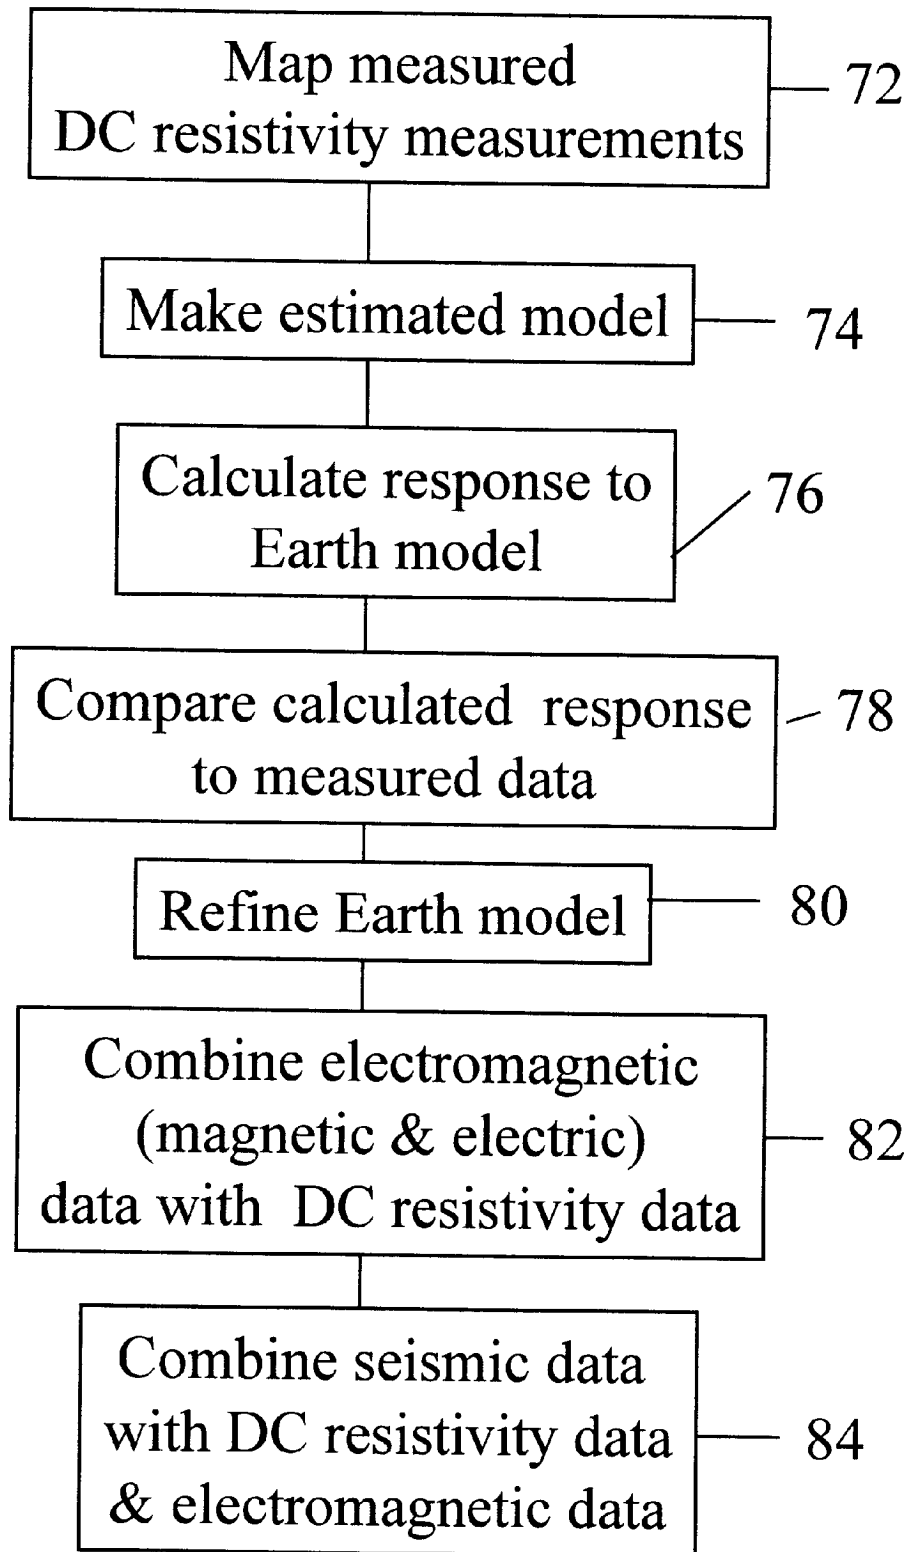 Map measured
DC resistivity measurements
72
Make estimated model
74
Calculate response to
Earth model
76
Compare calculated response
to measured data
78
Refine Earth model
80
Combine electromagnetic
(magnetic & electric)
data with DC resistivity data
82
Combine seismic data
with DC resistivity data
& electromagnetic data
84